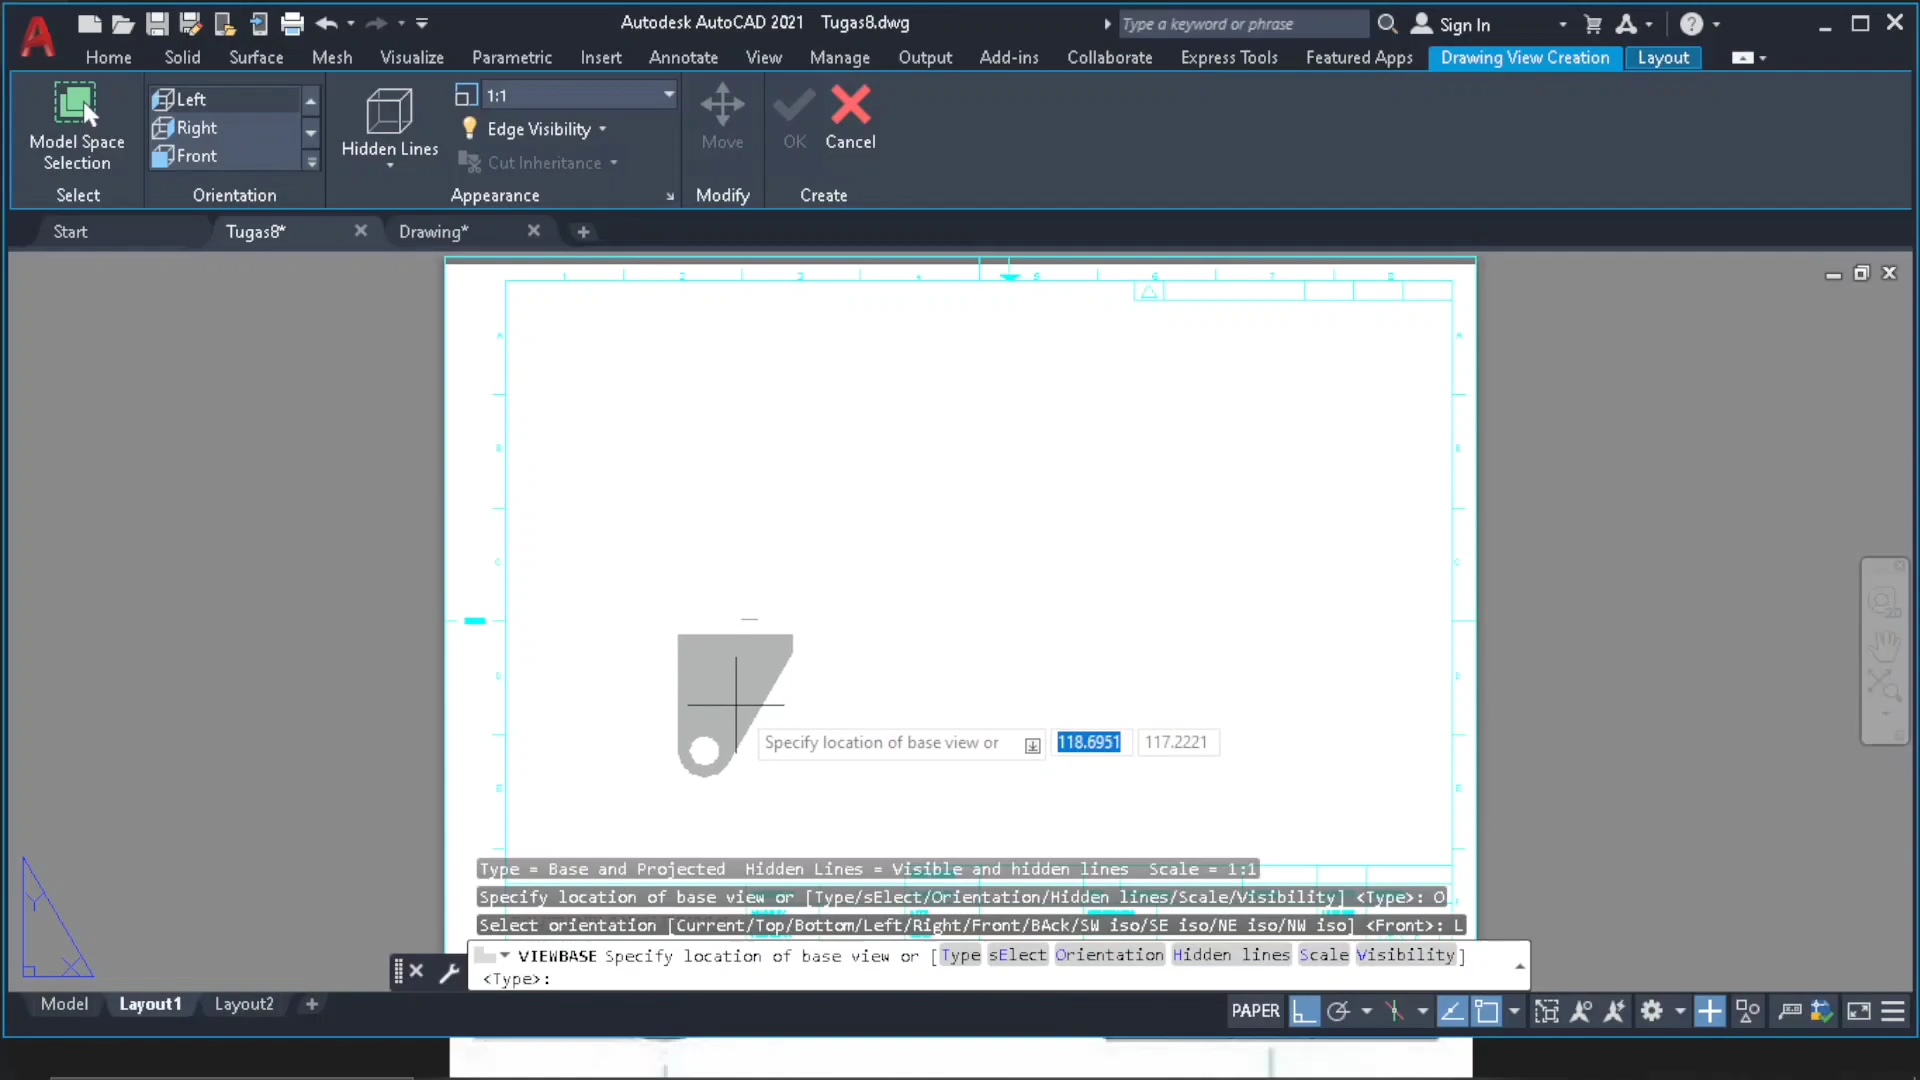 Autodesk AutoCAD 2021 Tugas8.dwg
Type a keyword or phrase
Sign In
Home Solid Surface Mesh Visualize Parametric Insert Annotate View Manage Output Add-ins Collaborate Express Tools Featured Apps Drawing View Creation Layout
Model Space Selection
Select
Left
Right
Front
Orientation
Hidden Lines
1:1
Edge Visibility
Cut Inheritance
Appearance
Move
Modify
OK
Cancel
Create
Start Tugas8* Drawing*
Specify location of base view or 118.6951 117.2221
Type = Base and Projected Hidden Lines = Visible and hidden lines Scale = 1:1
Specify location of base view or [Type/sElect/Orientation/Hidden lines/Scale/Visibility] <Type>: O
Select orientation [Current/Top/Bottom/Left/Right/Front/BAck/SW iso/SE iso/NE iso/NW iso] <Front>: L
VIEWBASE Specify location of base view or [Type sElect Orientation Hidden lines Scale Visibility]
<Type>:
Y
X
Model Layout1 Layout2
PAPER